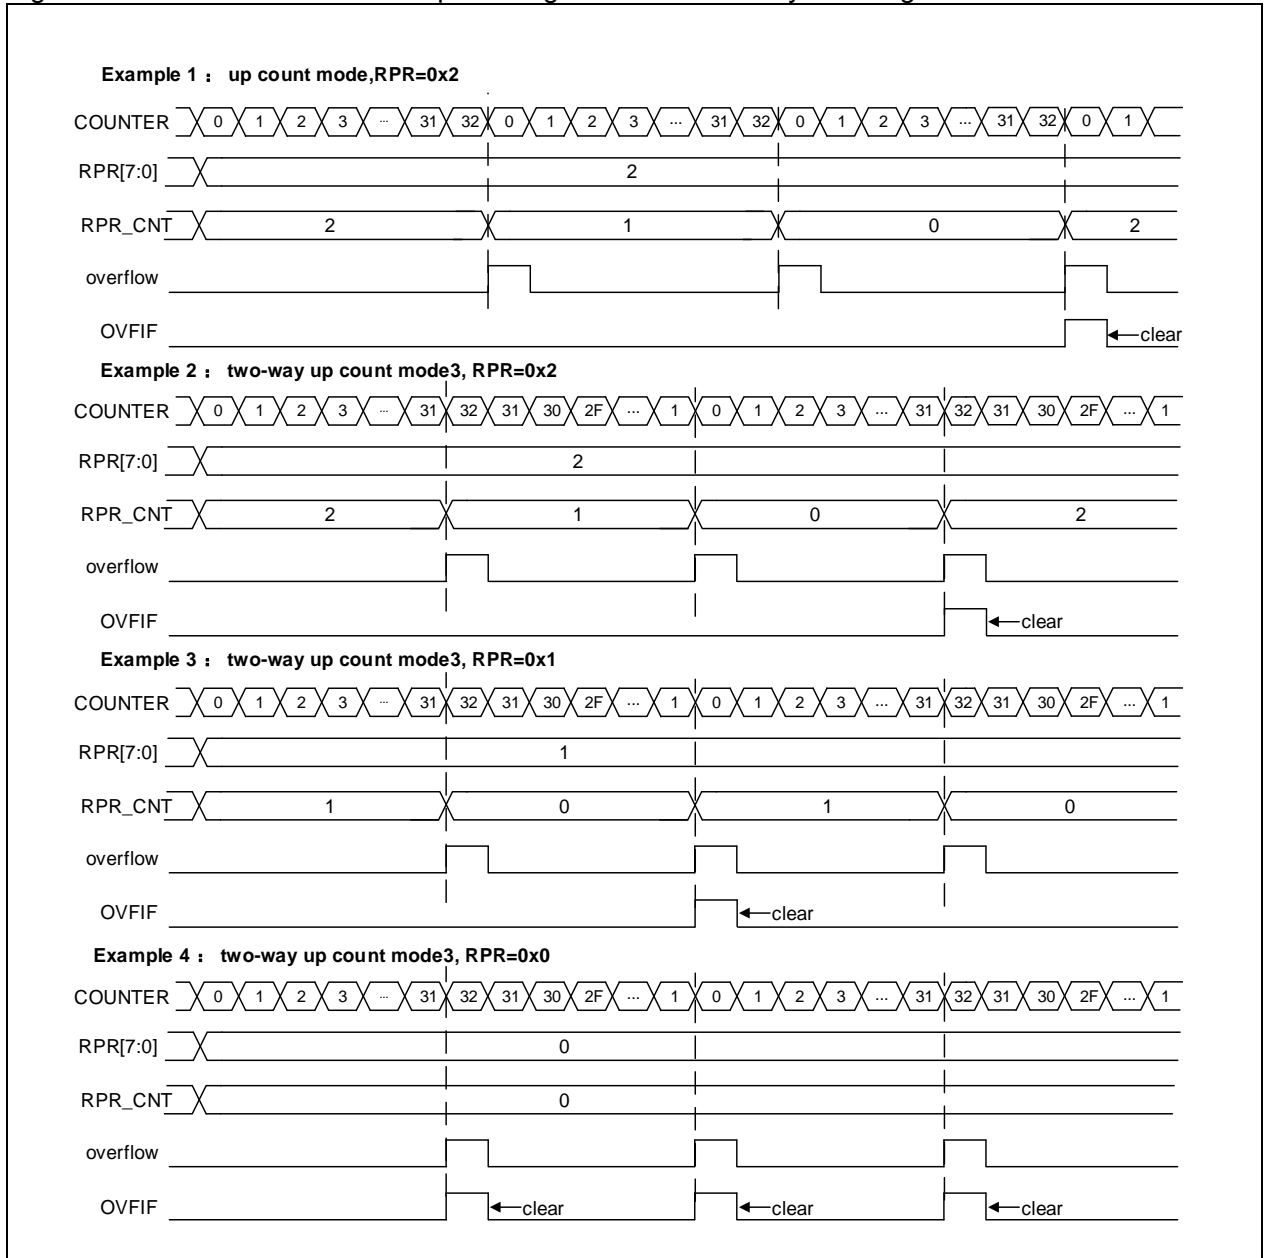 Example 1： up count mode,RPR=0x2
COUNTER 0 1 2 3 ... 31 32 0 1 2 3 ... 31 32 0 1 2 3 ... 31 32 0 1
RPR[7:0] 2
RPR_CNT 2 1 0 2
overflow
OVFIF clear
Example 2： two-way up count mode3, RPR=0x2
COUNTER 0 1 2 3 ... 31 32 31 30 2F ... 1 0 1 2 3 ... 31 32 31 30 2F ... 1
RPR[7:0] 2
RPR_CNT 2 1 0 2
overflow
OVFIF clear
Example 3： two-way up count mode3, RPR=0x1
COUNTER 0 1 2 3 ... 31 32 31 30 2F ... 1 0 1 2 3 ... 31 32 31 30 2F ... 1
RPR[7:0] 1
RPR_CNT 1 0 1 0
overflow
OVFIF clear
Example 4： two-way up count mode3, RPR=0x0
COUNTER 0 1 2 3 ... 31 32 31 30 2F ... 1 0 1 2 3 ... 31 32 31 30 2F ... 1
RPR[7:0] 0
RPR_CNT 0
overflow
OVFIF clear clear clear